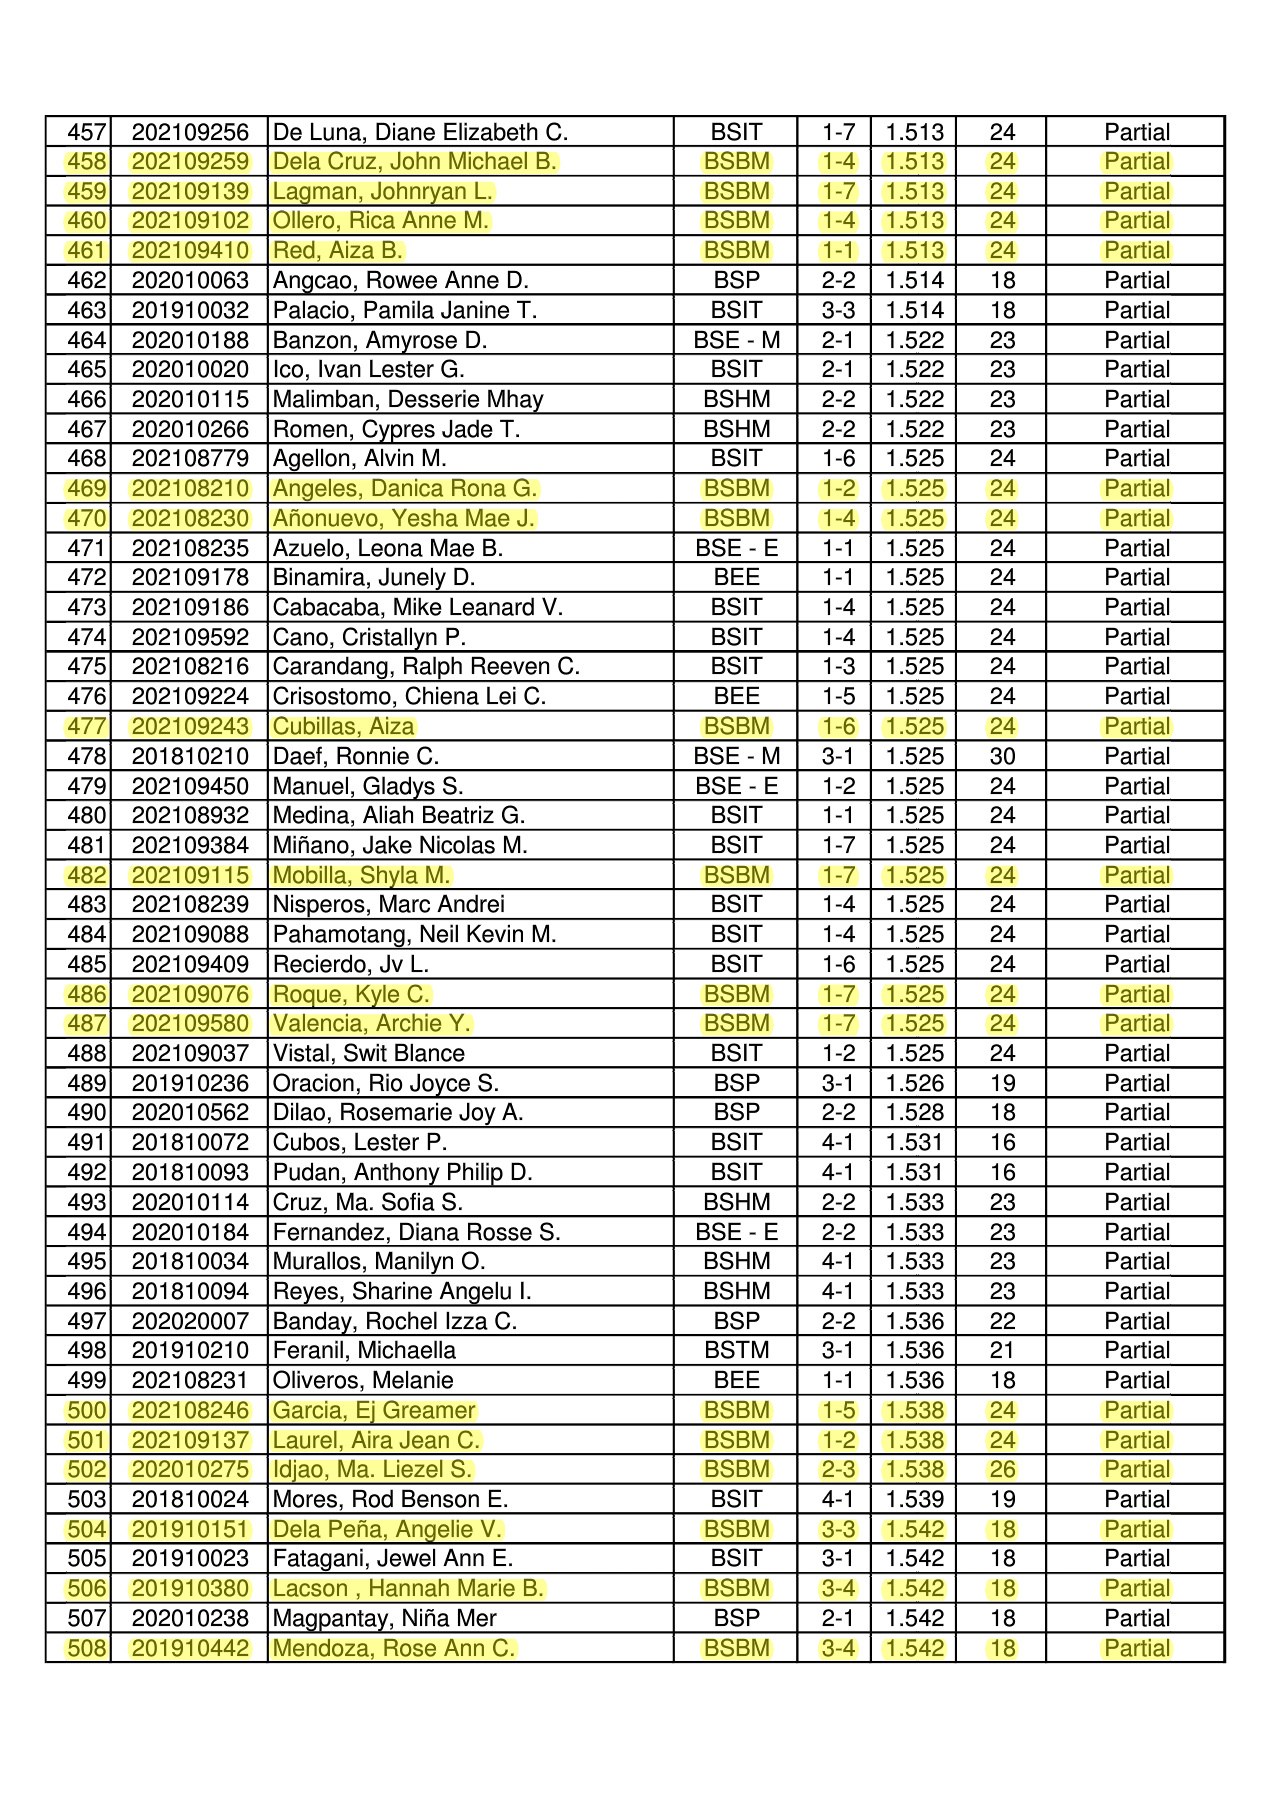 457 202109256 De Luna, Diane Elizabeth C. BSIT 1-7 1.513 24 Partial
458 202109259 Dela Cruz, John Michael B. BSBM 1-4 1.513 24 Partial
459 202109139 Lagman, Johnryan L. BSBM 1-7 1.513 24 Partial
460 202109102 Ollero, Rica Anne M. BSBM 1-4 1.513 24 Partial
461 202109410 Red, Aiza B. BSBM 1-1 1.513 24 Partial
462 202010063 Angcao, Rowee Anne D. BSP 2-2 1.514 18 Partial
463 201910032 Palacio, Pamila Janine T. BSIT 3-3 1.514 18 Partial
464 202010188 Banzon, Amyrose D. BSE - M 2-1 1.522 23 Partial
465 202010020 Ico, Ivan Lester G. BSIT 2-1 1.522 23 Partial
466 202010115 Malimban, Desserie Mhay BSHM 2-2 1.522 23 Partial
467 202010266 Romen, Cypres Jade T. BSHM 2-2 1.522 23 Partial
468 202108779 Agellon, Alvin M. BSIT 1-6 1.525 24 Partial
469 202108210 Angeles, Danica Rona G. BSBM 1-2 1.525 24 Partial
470 202108230 Añonuevo, Yesha Mae J. BSBM 1-4 1.525 24 Partial
471 202108235 Azuelo, Leona Mae B. BSE - E 1-1 1.525 24 Partial
472 202109178 Binamira, Junely D. BEE 1-1 1.525 24 Partial
473 202109186 Cabacaba, Mike Leanard V. BSIT 1-4 1.525 24 Partial
474 202109592 Cano, Cristallyn P. BSIT 1-4 1.525 24 Partial
475 202108216 Carandang, Ralph Reeven C. BSIT 1-3 1.525 24 Partial
476 202109224 Crisostomo, Chiena Lei C. BEE 1-5 1.525 24 Partial
477 202109243 Cubillas, Aiza BSBM 1-6 1.525 24 Partial
478 201810210 Daef, Ronnie C. BSE - M 3-1 1.525 30 Partial
479 202109450 Manuel, Gladys S. BSE - E 1-2 1.525 24 Partial
480 202108932 Medina, Aliah Beatriz G. BSIT 1-1 1.525 24 Partial
481 202109384 Miñano, Jake Nicolas M. BSIT 1-7 1.525 24 Partial
482 202109115 Mobilla, Shyla M. BSBM 1-7 1.525 24 Partial
483 202108239 Nisperos, Marc Andrei BSIT 1-4 1.525 24 Partial
484 202109088 Pahamotang, Neil Kevin M. BSIT 1-4 1.525 24 Partial
485 202109409 Recierdo, Jv L. BSIT 1-6 1.525 24 Partial
486 202109076 Roque, Kyle C. BSBM 1-7 1.525 24 Partial
487 202109580 Valencia, Archie Y. BSBM 1-7 1.525 24 Partial
488 202109037 Vistal, Swit Blance BSIT 1-2 1.525 24 Partial
489 201910236 Oracion, Rio Joyce S. BSP 3-1 1.526 19 Partial
490 202010562 Dilao, Rosemarie Joy A. BSP 2-2 1.528 18 Partial
491 201810072 Cubos, Lester P. BSIT 4-1 1.531 16 Partial
492 201810093 Pudan, Anthony Philip D. BSIT 4-1 1.531 16 Partial
493 202010114 Cruz, Ma. Sofia S. BSHM 2-2 1.533 23 Partial
494 202010184 Fernandez, Diana Rosse S. BSE - E 2-2 1.533 23 Partial
495 201810034 Murallos, Manilyn O. BSHM 4-1 1.533 23 Partial
496 201810094 Reyes, Sharine Angelu I. BSHM 4-1 1.533 23 Partial
497 202020007 Banday, Rochel Izza C. BSP 2-2 1.536 22 Partial
498 201910210 Feranil, Michaella BSTM 3-1 1.536 21 Partial
499 202108231 Oliveros, Melanie BEE 1-1 1.536 18 Partial
500 202108246 Garcia, Ej Greamer BSBM 1-5 1.538 24 Partial
501 202109137 Laurel, Aira Jean C. BSBM 1-2 1.538 24 Partial
502 202010275 Idjao, Ma. Liezel S. BSBM 2-3 1.538 26 Partial
503 201810024 Mores, Rod Benson E. BSIT 4-1 1.539 19 Partial
504 201910151 Dela Peña, Angelie V. BSBM 3-3 1.542 18 Partial
505 201910023 Fatagani, Jewel Ann E. BSIT 3-1 1.542 18 Partial
506 201910380 Lacson , Hannah Marie B. BSBM 3-4 1.542 18 Partial
507 202010238 Magpantay, Niña Mer BSP 2-1 1.542 18 Partial
508 201910442 Mendoza, Rose Ann C. BSBM 3-4 1.542 18 Partial